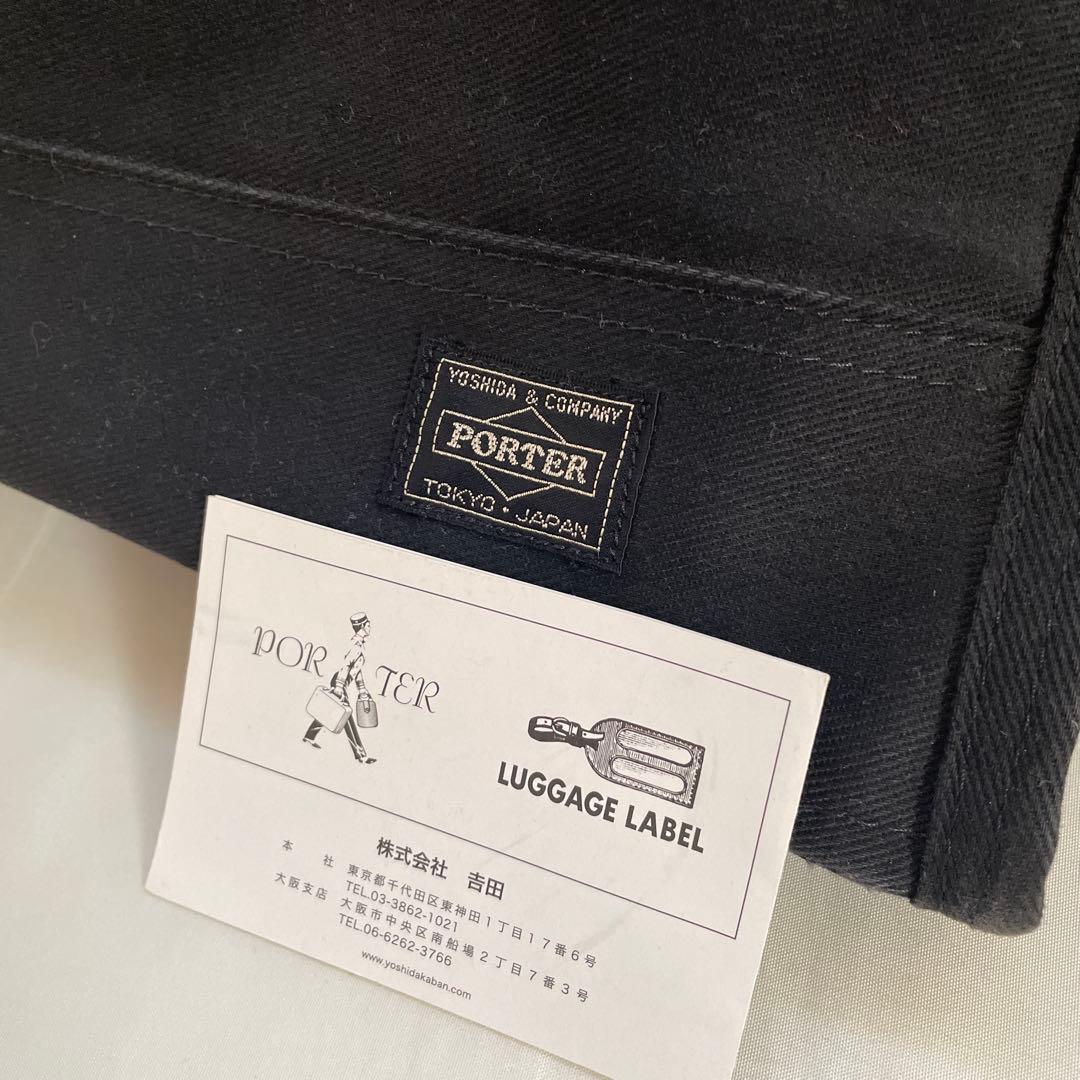 YOSHIDA & COMPANY
PORTER
TOKYO・JAPAN
PORTER
LUGGAGE LABEL
株式会社 吉田
本 社 東京都千代田区東神田1丁目17番6号
TEL.03-3862-1021
大阪支店 大阪市中央区南船場2丁目7番3号
TEL.06-6262-3766
www.yoshidakaban.com